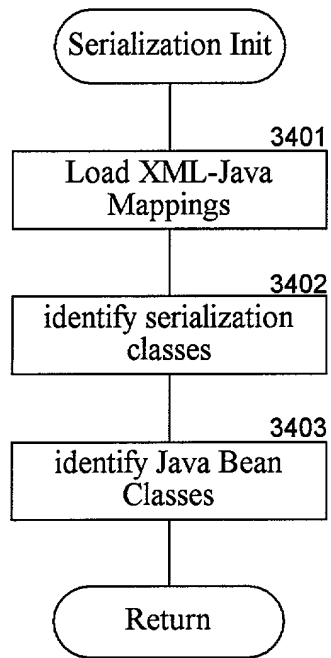 Serialization Init
3401
Load XML-Java
Mappings
3402
identify serialization
classes
3403
identify Java Bean
Classes
Return